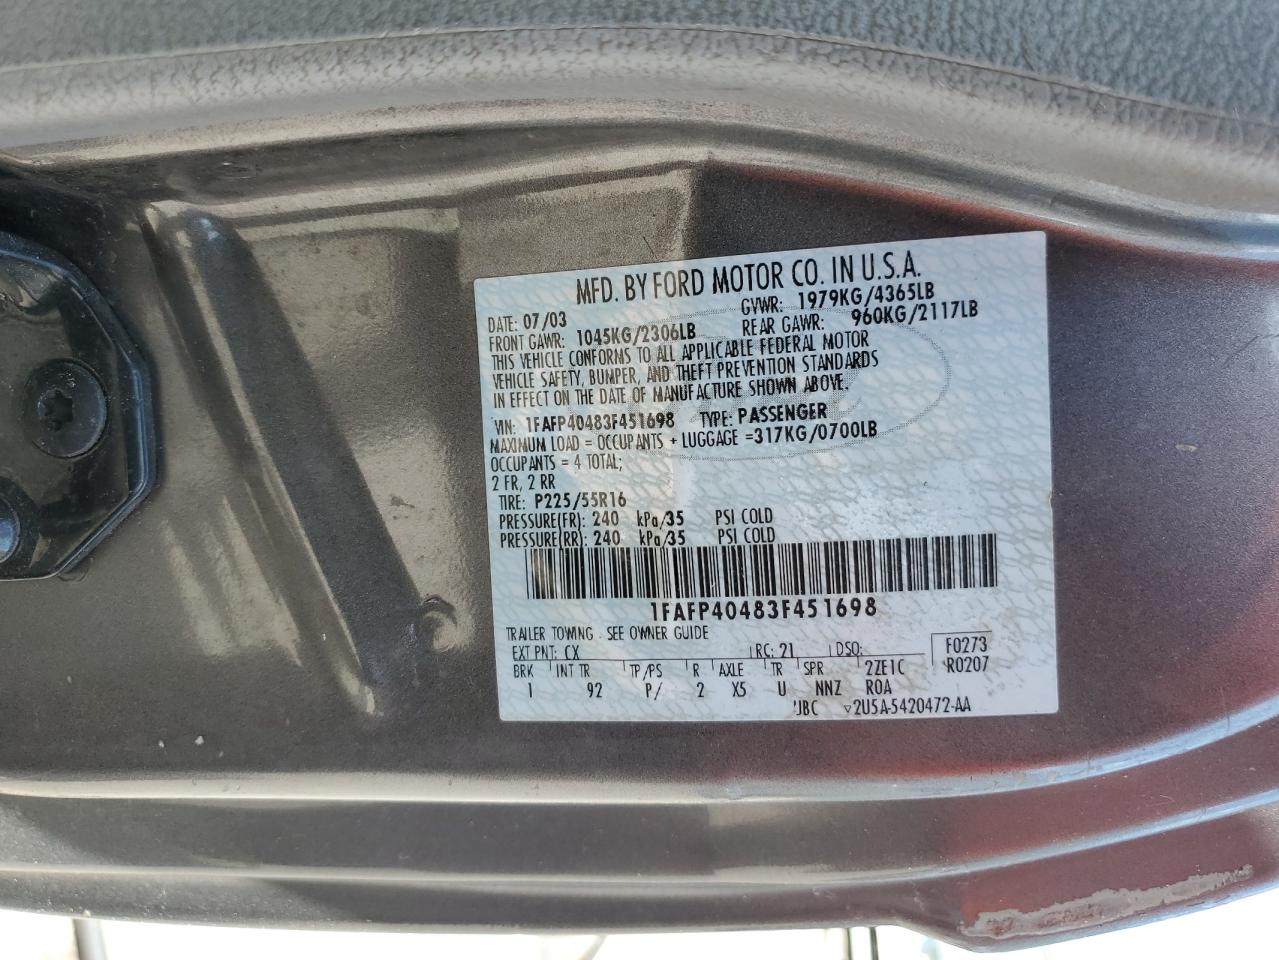 MFD. BY FORD MOTOR CO. IN U.S.A.
DATE: 07/03 GVWR: 1979KG/4365LB
FRONT GAWR: 1045KG/2306LB REAR GAWR: 960KG/2117LB
THIS VEHICLE CONFORMS TO ALL APPLICABLE FEDERAL MOTOR
VEHICLE SAFETY, BUMPER, AND THEFT PREVENTION STANDARDS
IN EFFECT ON THE DATE OF MANUFACTURE SHOWN ABOVE.
VIN: 1FAFP40483F451698 TYPE: PASSENGER
MAXIMUM LOAD = OCCUPANTS + LUGGAGE =317KG/0700LB
OCCUPANTS = 4 TOTAL;
2 FR, 2 RR
TIRE: P225/55R16
PRESSURE(FR): 240 kPa/35 PSI COLD
PRESSURE(RR): 240 kPa/35 PSI COLD
1FAFP40483F451698
TRAILER TOWING - SEE OWNER GUIDE
EXT PNT: CX RC: 21 DSO: F0273
BRK INT TR TP/PS R AXLE TR SPR 2ZE1C R0207
1 92 P/ 2 X5 U NNZ R0A
UBC ▽2U5A-5420472-AA